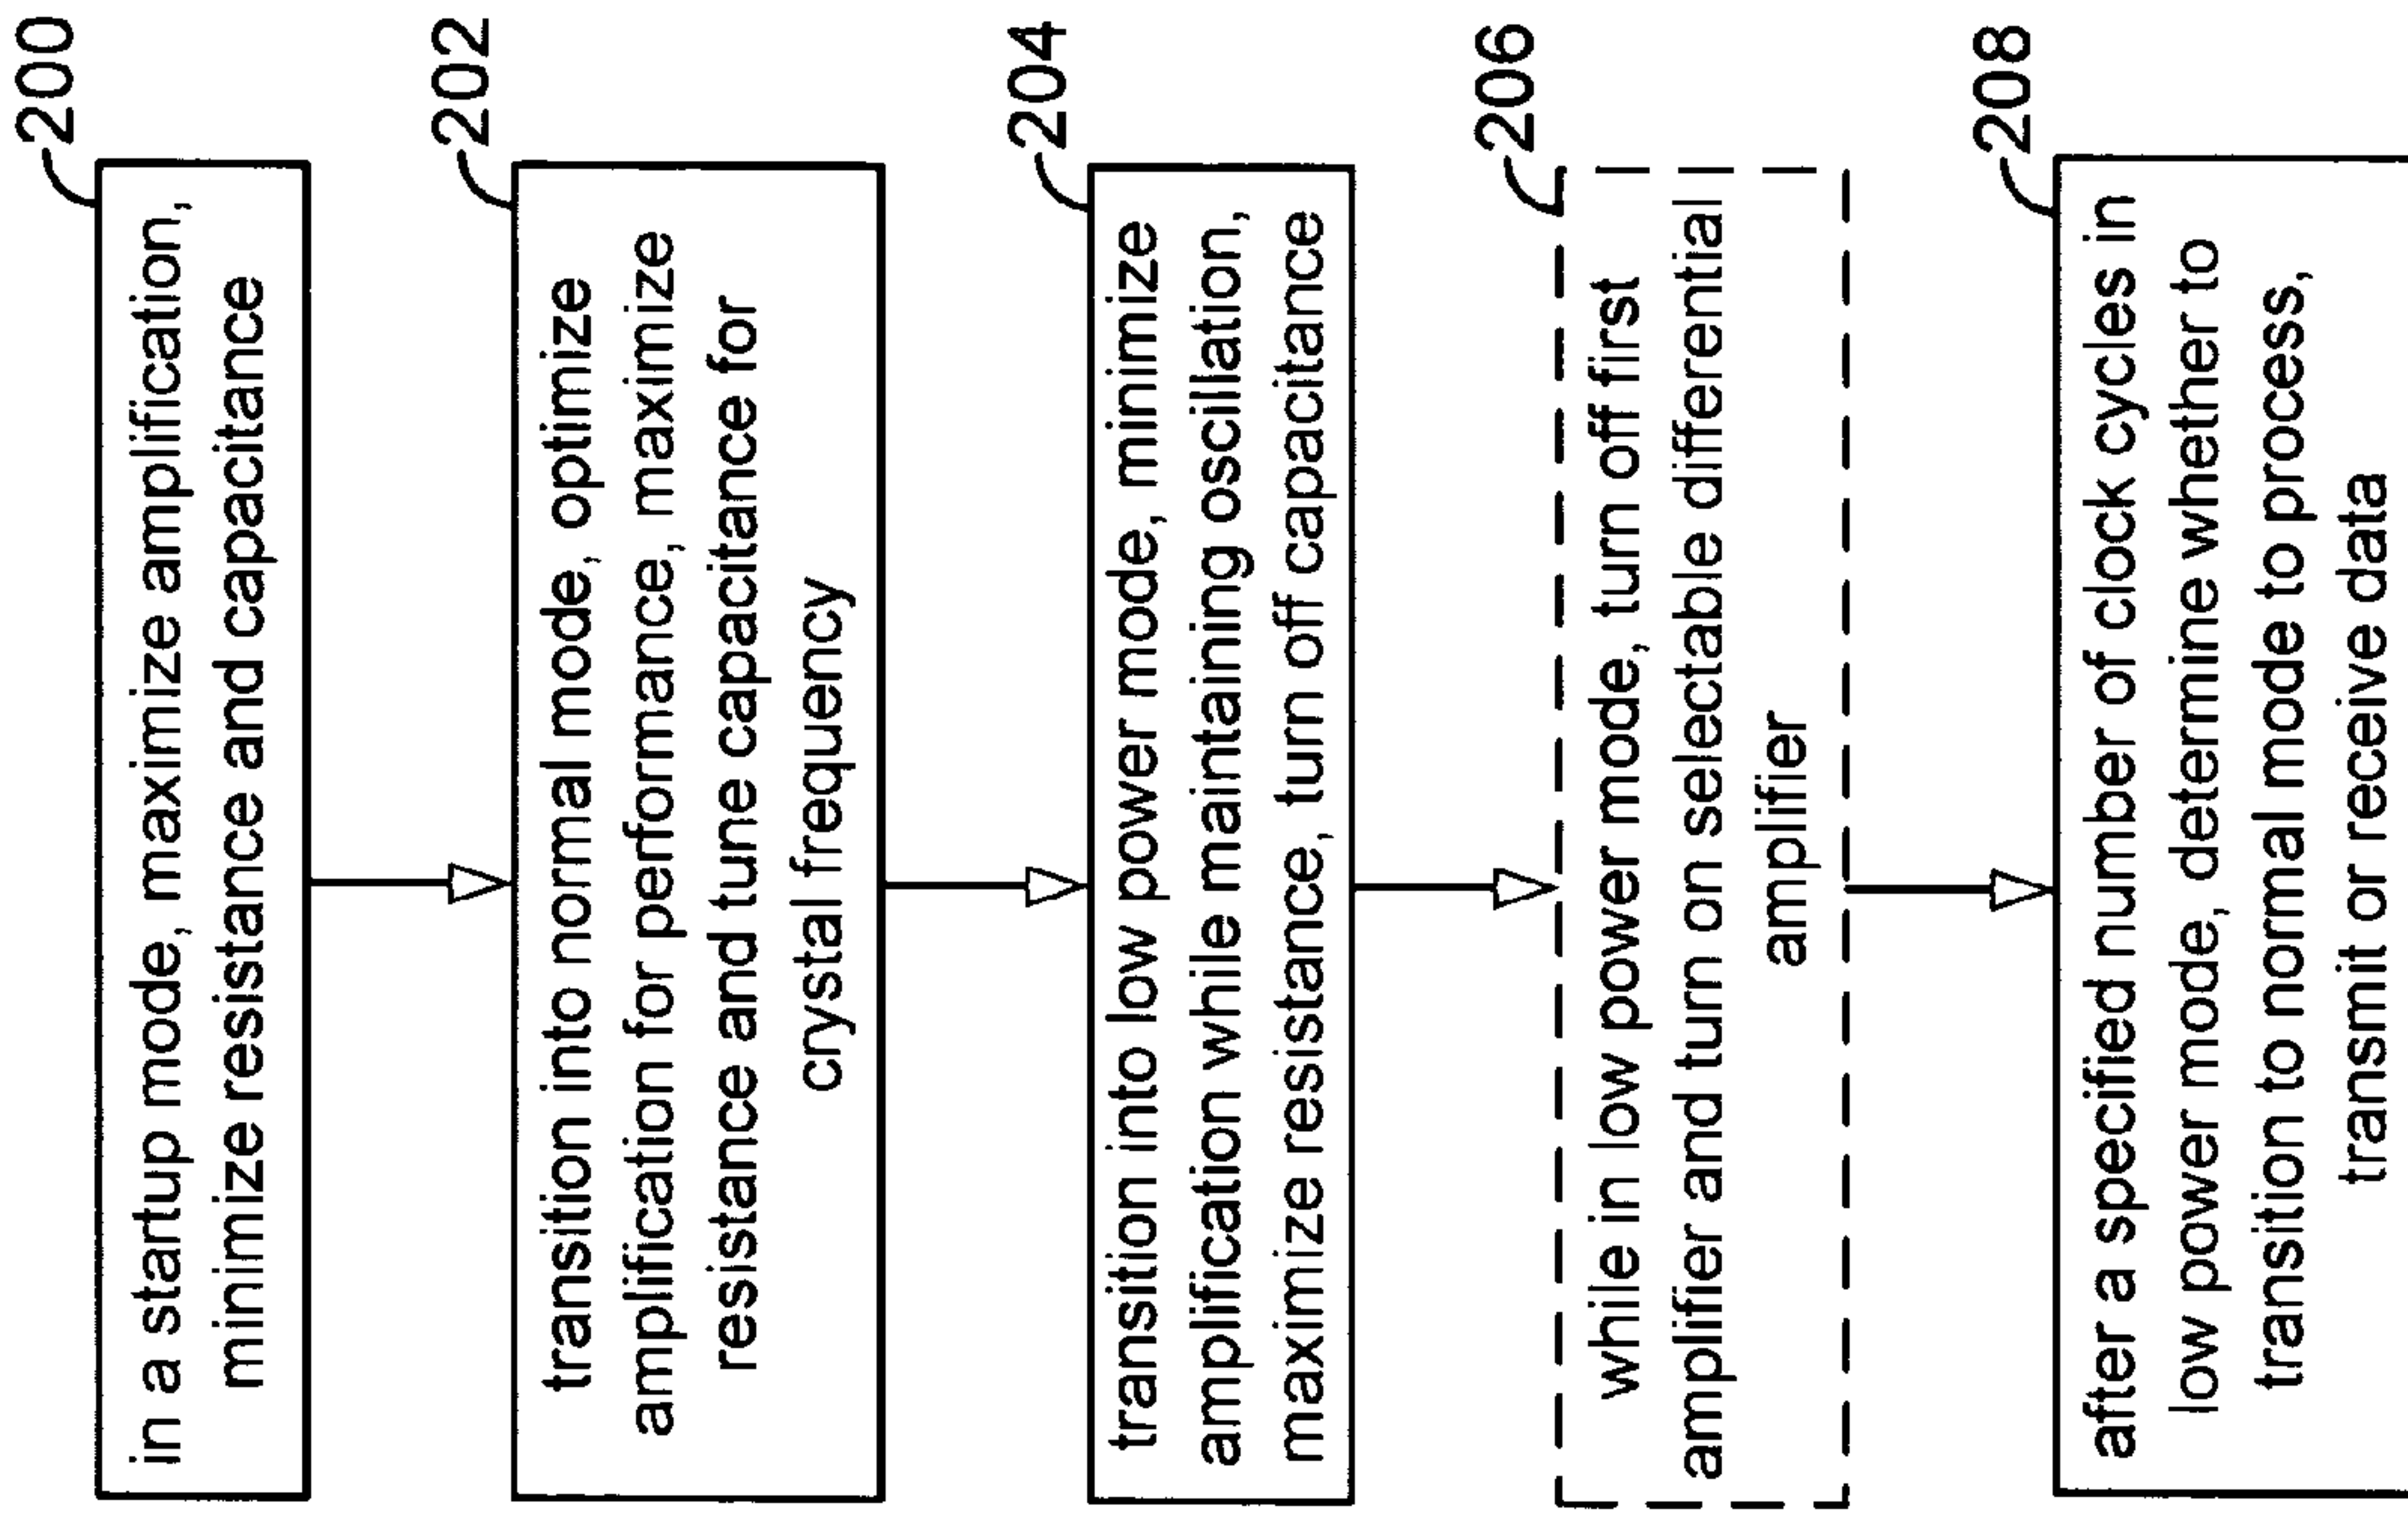 200
in a startup mode, maximize amplification,
minimize resistance and capacitance
202
transition into normal mode, optimize
amplification for performance, maximize
resistance and tune capacitance for
crystal frequency
204
transition into low power mode, minimize
amplification while maintaining oscillation,
maximize resistance, turn off capacitance
206
while in low power mode, turn off first
amplifier and turn on selectable differential
amplifier
208
after a specified number of clock cycles in
low power mode, determine whether to
transition to normal mode to process,
transmit or receive data